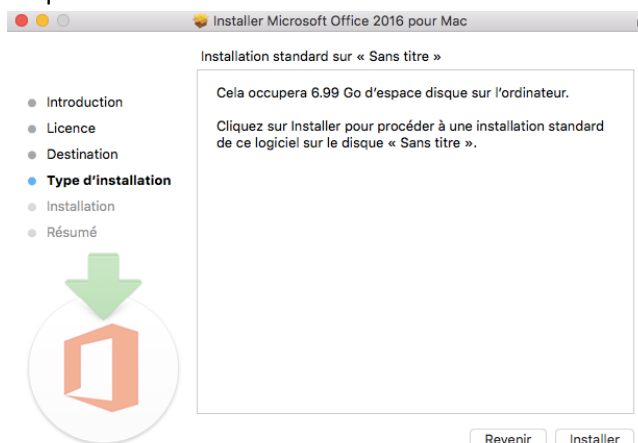 Installer Microsoft Office 2016 pour Mac
Installation standard sur « Sans titre »
Introduction
Licence
Destination
Type d’installation
Installation
Résumé
Cela occupera 6.99 Go d’espace disque sur l’ordinateur.
Cliquez sur Installer pour procéder à une installation standard
de ce logiciel sur le disque « Sans titre ».
Revenir
Installer